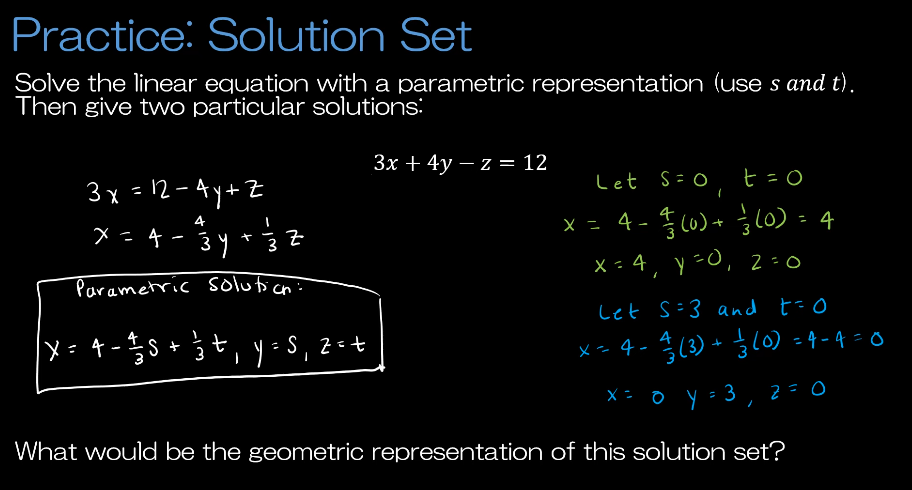 Practice: Solution Set
Solve the linear equation with a parametric representation (use s and t).
Then give two particular solutions:
3x + 4y − z = 12
3x = 12 - 4y + z
x = 4 - 4/3 y + 1/3 z
Parametric solution:
x = 4 - 4/3 s + 1/3 t, y = s, z = t
Let s = 0, t = 0
x = 4 - 4/3 (0) + 1/3 (0) = 4
x = 4, y = 0, z = 0
Let s = 3 and t = 0
x = 4 - 4/3 (3) + 1/3 (0) = 4 - 4 = 0
x = 0 y = 3, z = 0
What would be the geometric representation of this solution set?